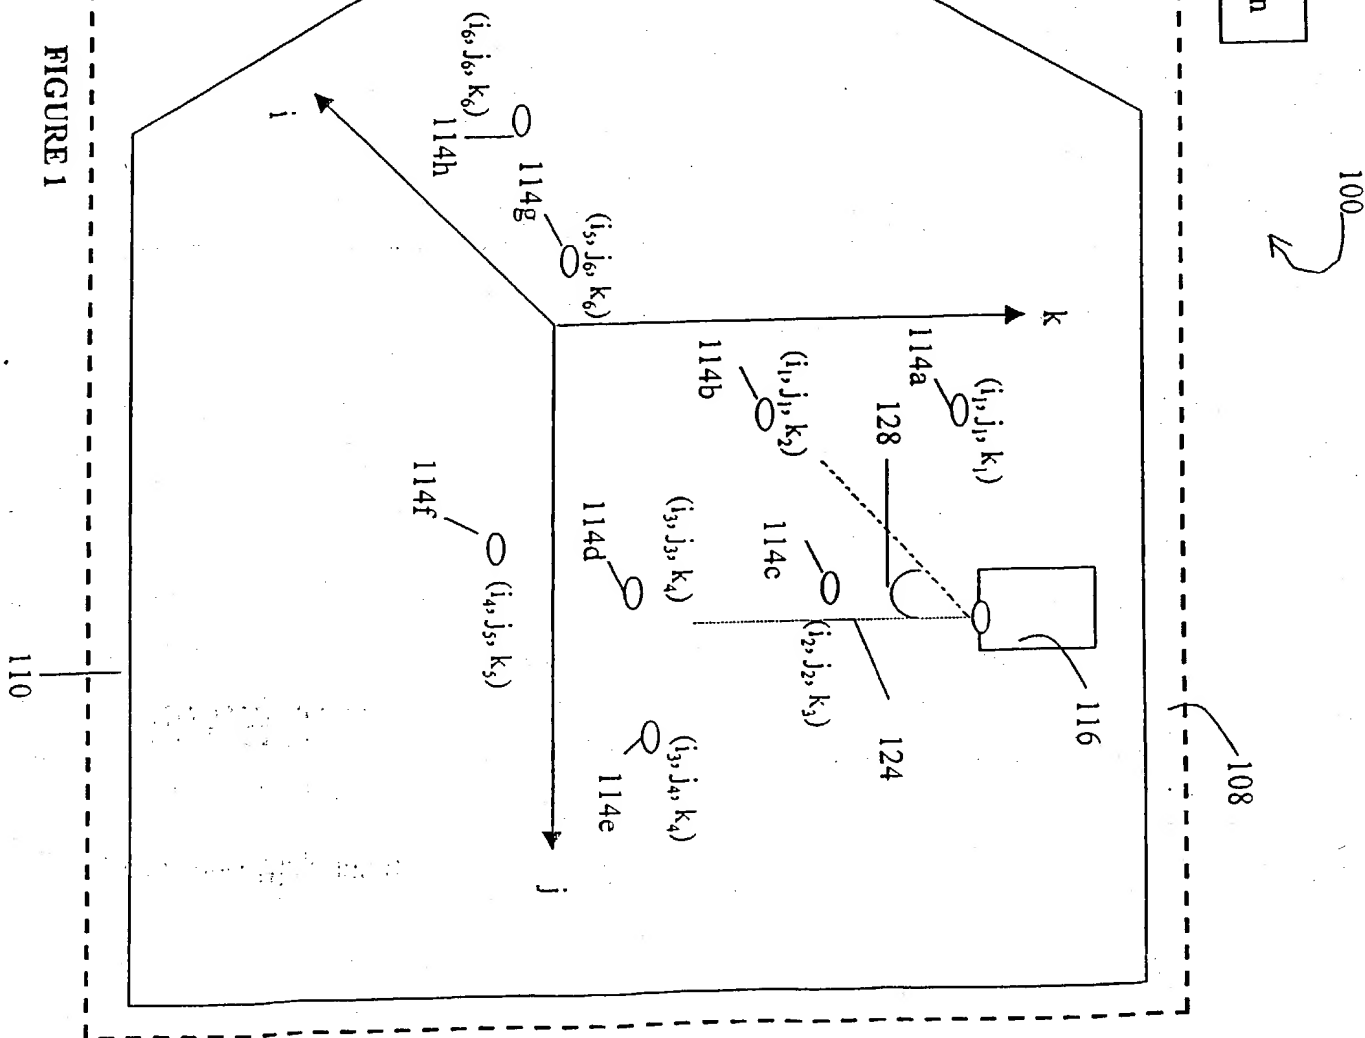 100
n
108
116
k
(i₁, j₁, k₁)
114a
128
124
(i₂, j₂, k₃)
(i₁, j₁, k₂)
114c
114b
(i₃, j₃, k₄)
(i₃, j₄, k₄)
114e
(i₅, j₆, k₆)
114d
j
114g
(i₄, j₅, k₅)
(i₆, j₆, k₆)
114h
114f
i
FIGURE 1
110